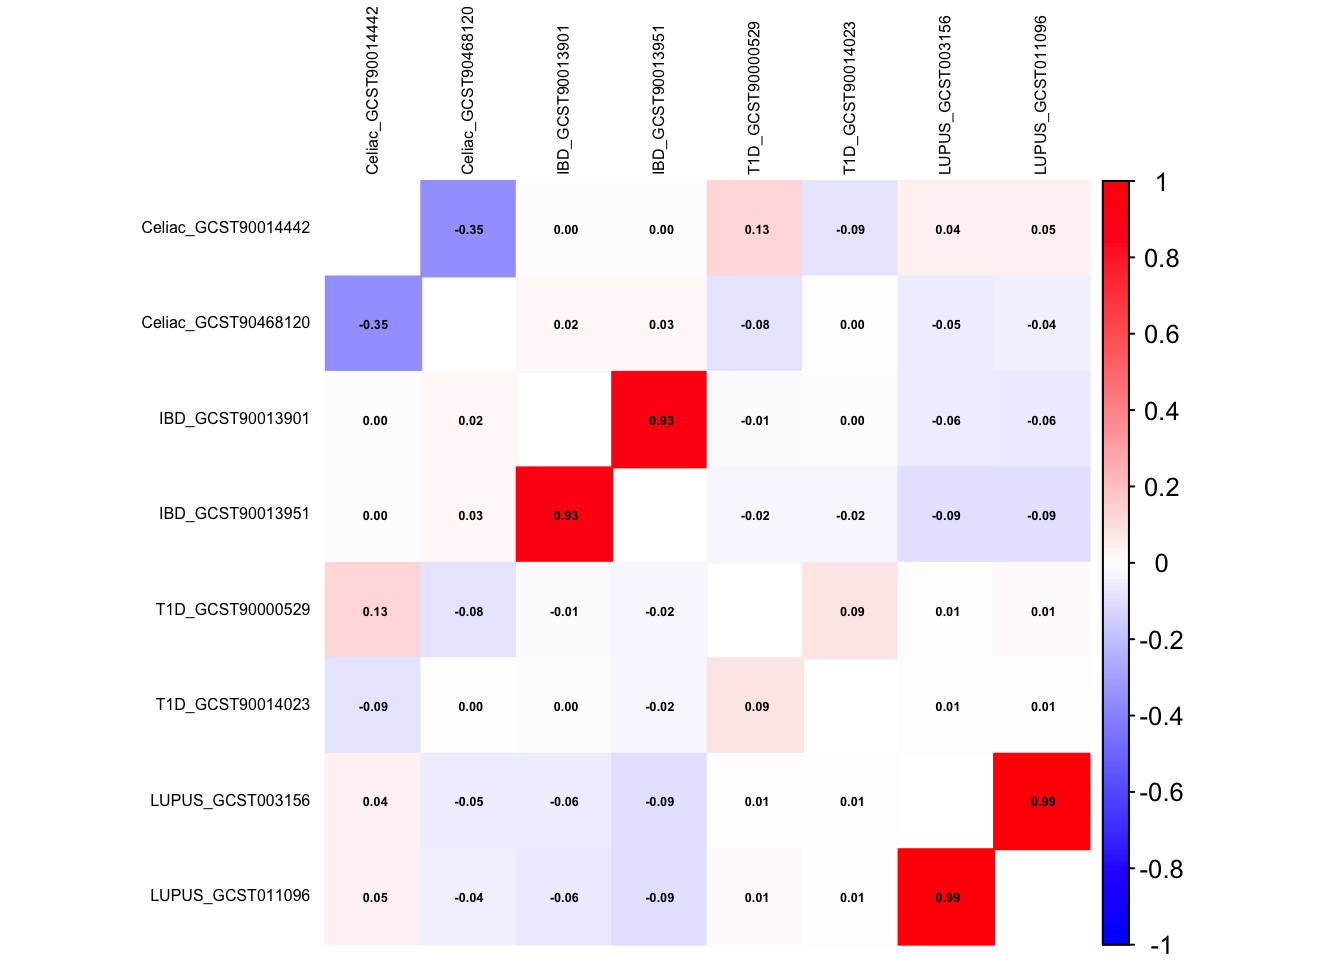 Celiac_GCST90014442
Celiac_GCST90468120
IBD_GCST90013901
IBD_GCST90013951
T1D_GCST90000529
T1D_GCST90014023
LUPUS_GCST003156
LUPUS_GCST011096
Celiac_GCST90014442 -0.35 0.00 0.00 0.13 -0.09 0.04 0.05
Celiac_GCST90468120 -0.35 0.02 0.03 -0.08 0.00 -0.05 -0.04
IBD_GCST90013901 0.00 0.02 0.93 -0.01 0.00 -0.06 -0.06
IBD_GCST90013951 0.00 0.03 0.93 -0.02 -0.02 -0.09 -0.09
T1D_GCST90000529 0.13 -0.08 -0.01 -0.02 0.09 0.01 0.01
T1D_GCST90014023 -0.09 0.00 0.00 -0.02 0.09 0.01 0.01
LUPUS_GCST003156 0.04 -0.05 -0.06 -0.09 0.01 0.01 0.99
LUPUS_GCST011096 0.05 -0.04 -0.06 -0.09 0.01 0.01 0.99
1
0.8
0.6
0.4
0.2
0
-0.2
-0.4
-0.6
-0.8
-1